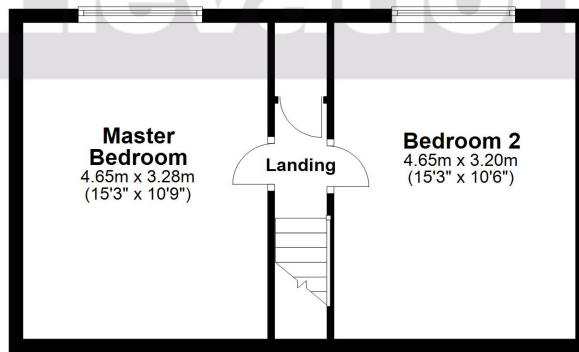 Elevation
Master
Bedroom
4.65m x 3.28m
(15'3" x 10'9")
Landing
Bedroom 2
4.65m x 3.20m
(15'3" x 10'6")